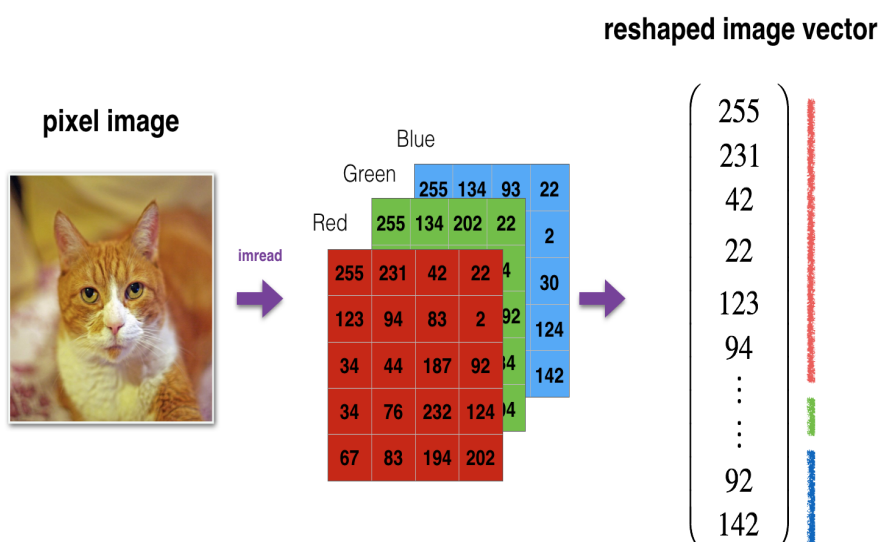 reshaped image vector
pixel image
Blue
Green
Red
imread
255 134 93 22
2
30
124
142
255 134 202 22
255 231 42 22
123 94 83 2
34 44 187 92
34 76 232 124
67 83 194 202
255
231
42
22
123
94
92
142